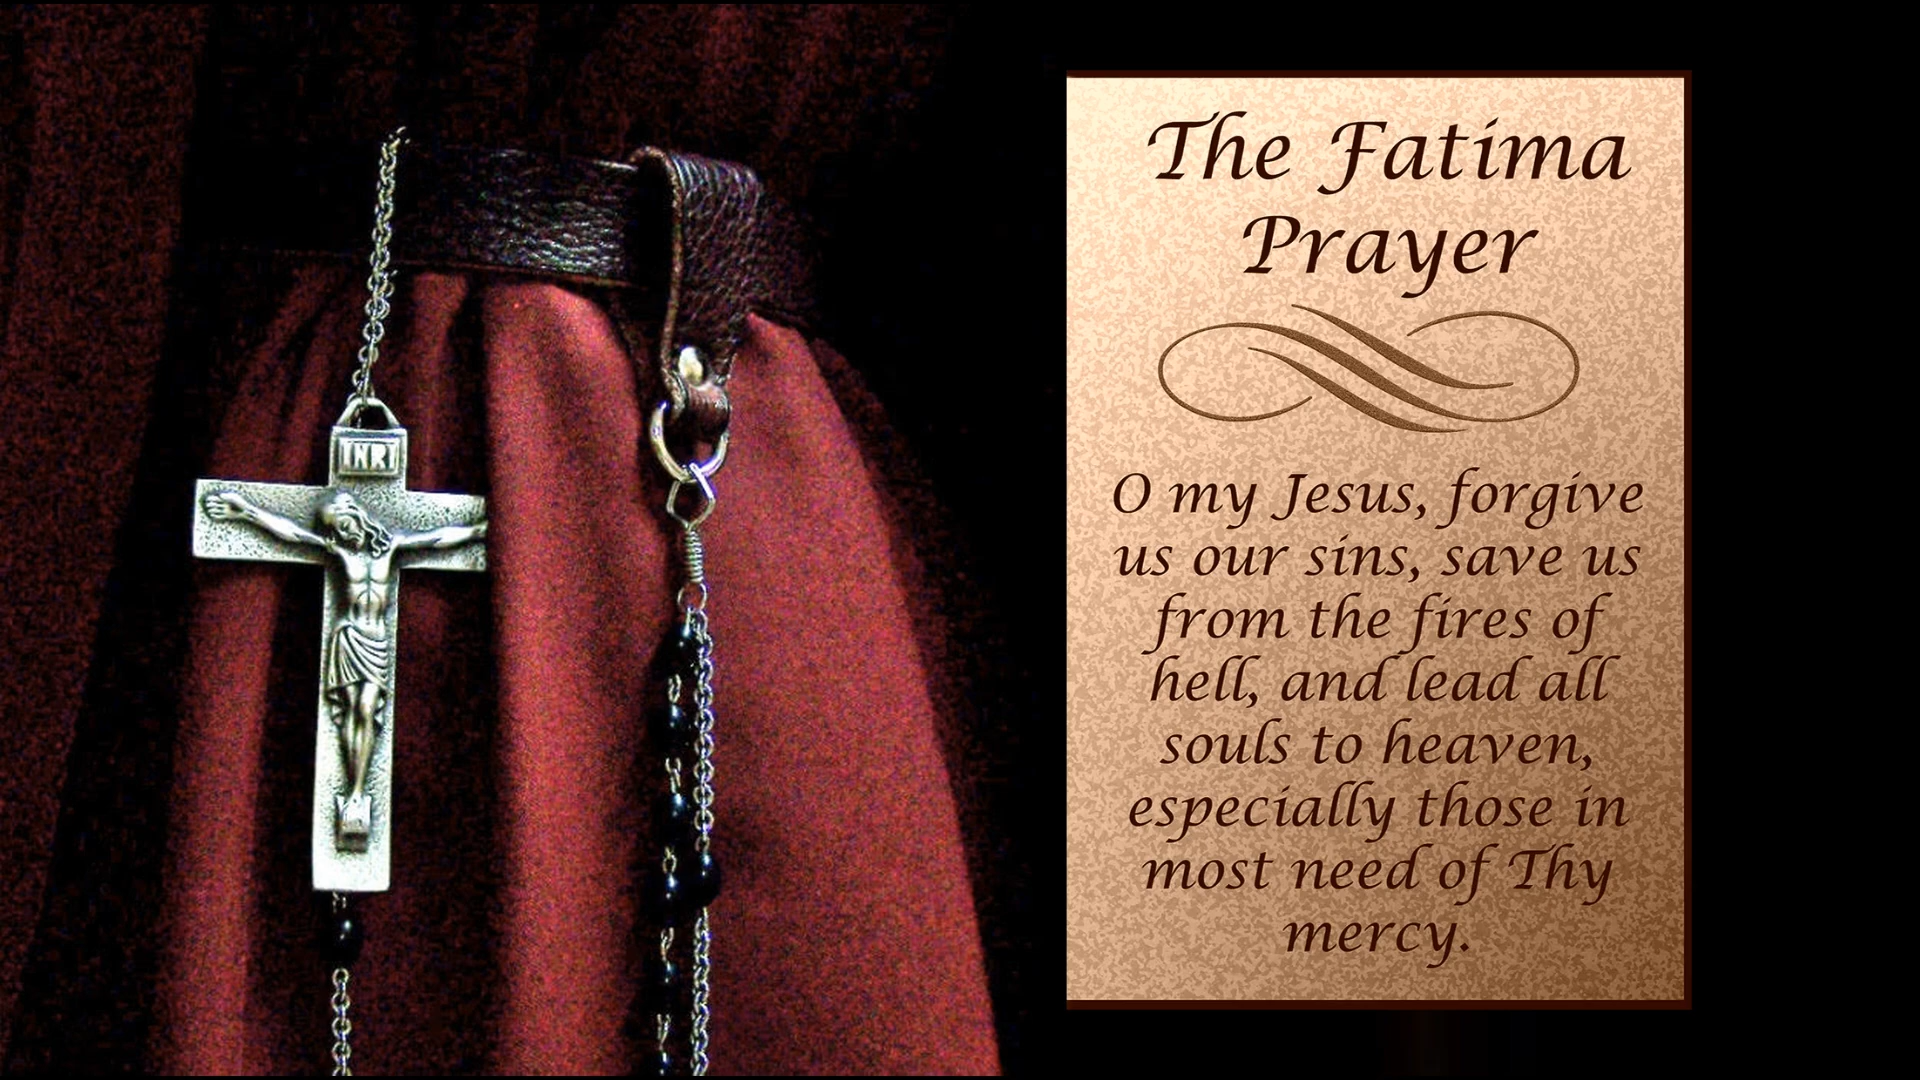 INRI
The Fatima
Prayer
O my Jesus, forgive
us our sins, save us
from the fires of
hell, and lead all
souls to heaven,
especially those in
most need of Thy
mercy.